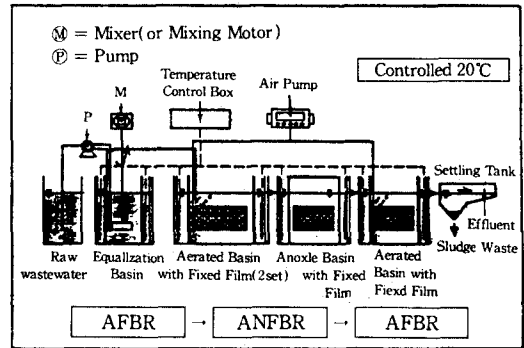 Ⓜ = Mixer(or Mixing Motor)
Ⓟ = Pump
Controlled 20℃
Temperature
Control Box
Air Pump
M
P
Settling Tank
Effluent
Sludge Waste
Raw
wastewater
Equallzation
Basin
Aerated Basin
with Fixed Film(2set)
Anoxle Basin
with Fixed
Film
Aerated
Basin with
Fiexd Film
AFBR → ANFBR → AFBR